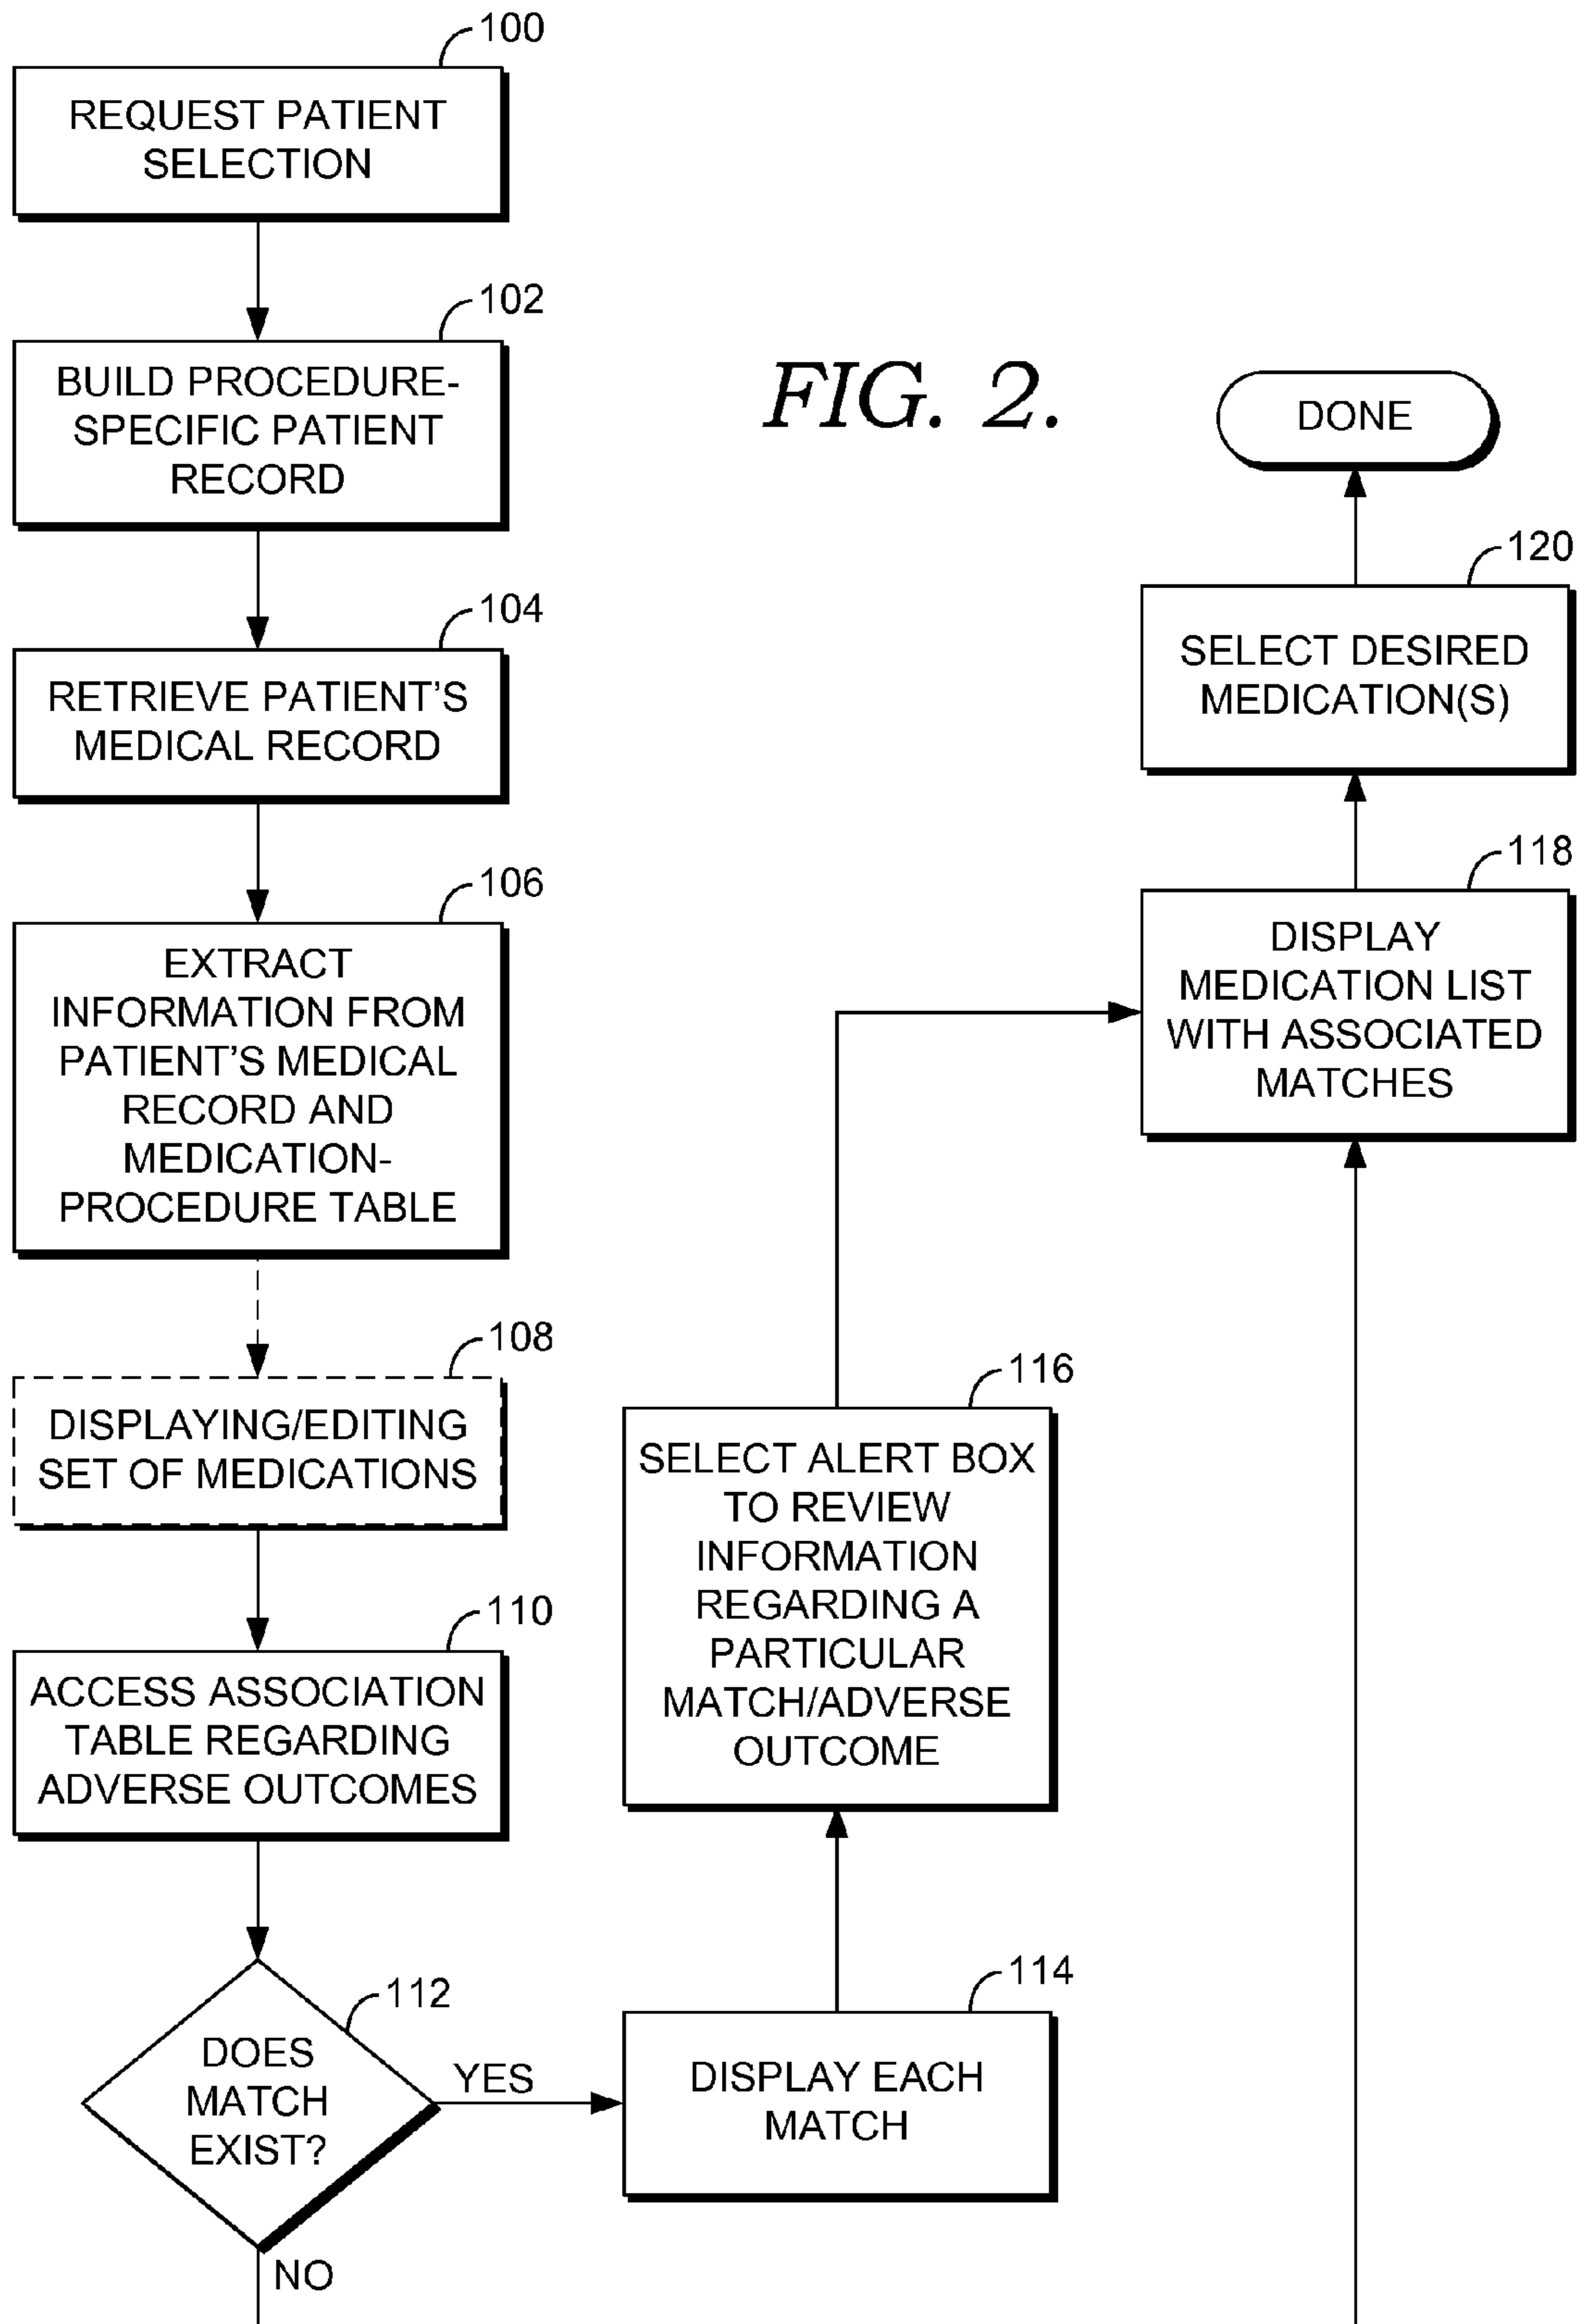 100
REQUEST PATIENT
SELECTION
102
BUILD PROCEDURE-
SPECIFIC PATIENT
RECORD
104
RETRIEVE PATIENT'S
MEDICAL RECORD
106
EXTRACT
INFORMATION FROM
PATIENT'S MEDICAL
RECORD AND
MEDICATION-
PROCEDURE TABLE
108
DISPLAYING/EDITING
SET OF MEDICATIONS
110
ACCESS ASSOCIATION
TABLE REGARDING
ADVERSE OUTCOMES
112
DOES
MATCH
EXIST?
YES
NO
114
DISPLAY EACH
MATCH
116
SELECT ALERT BOX
TO REVIEW
INFORMATION
REGARDING A
PARTICULAR
MATCH/ADVERSE
OUTCOME
118
DISPLAY
MEDICATION LIST
WITH ASSOCIATED
MATCHES
120
SELECT DESIRED
MEDICATION(S)
DONE
FIG. 2.